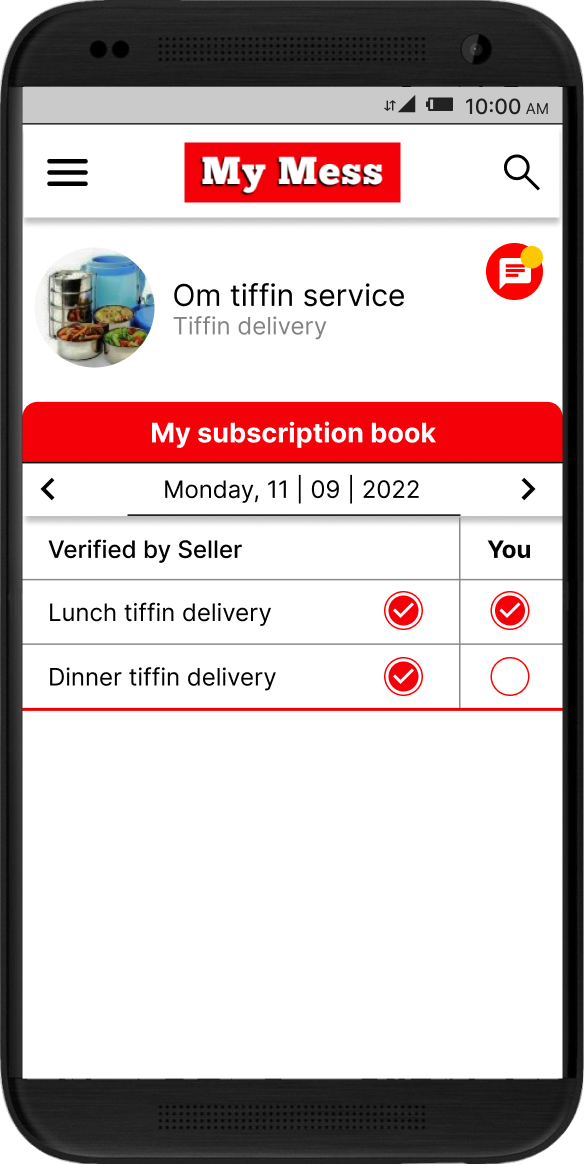 10:00 AM
My Mess
Om tiffin service
Tiffin delivery
My subscription book
Monday, 11 | 09 | 2022
Verified by Seller You
Lunch tiffin delivery
Dinner tiffin delivery